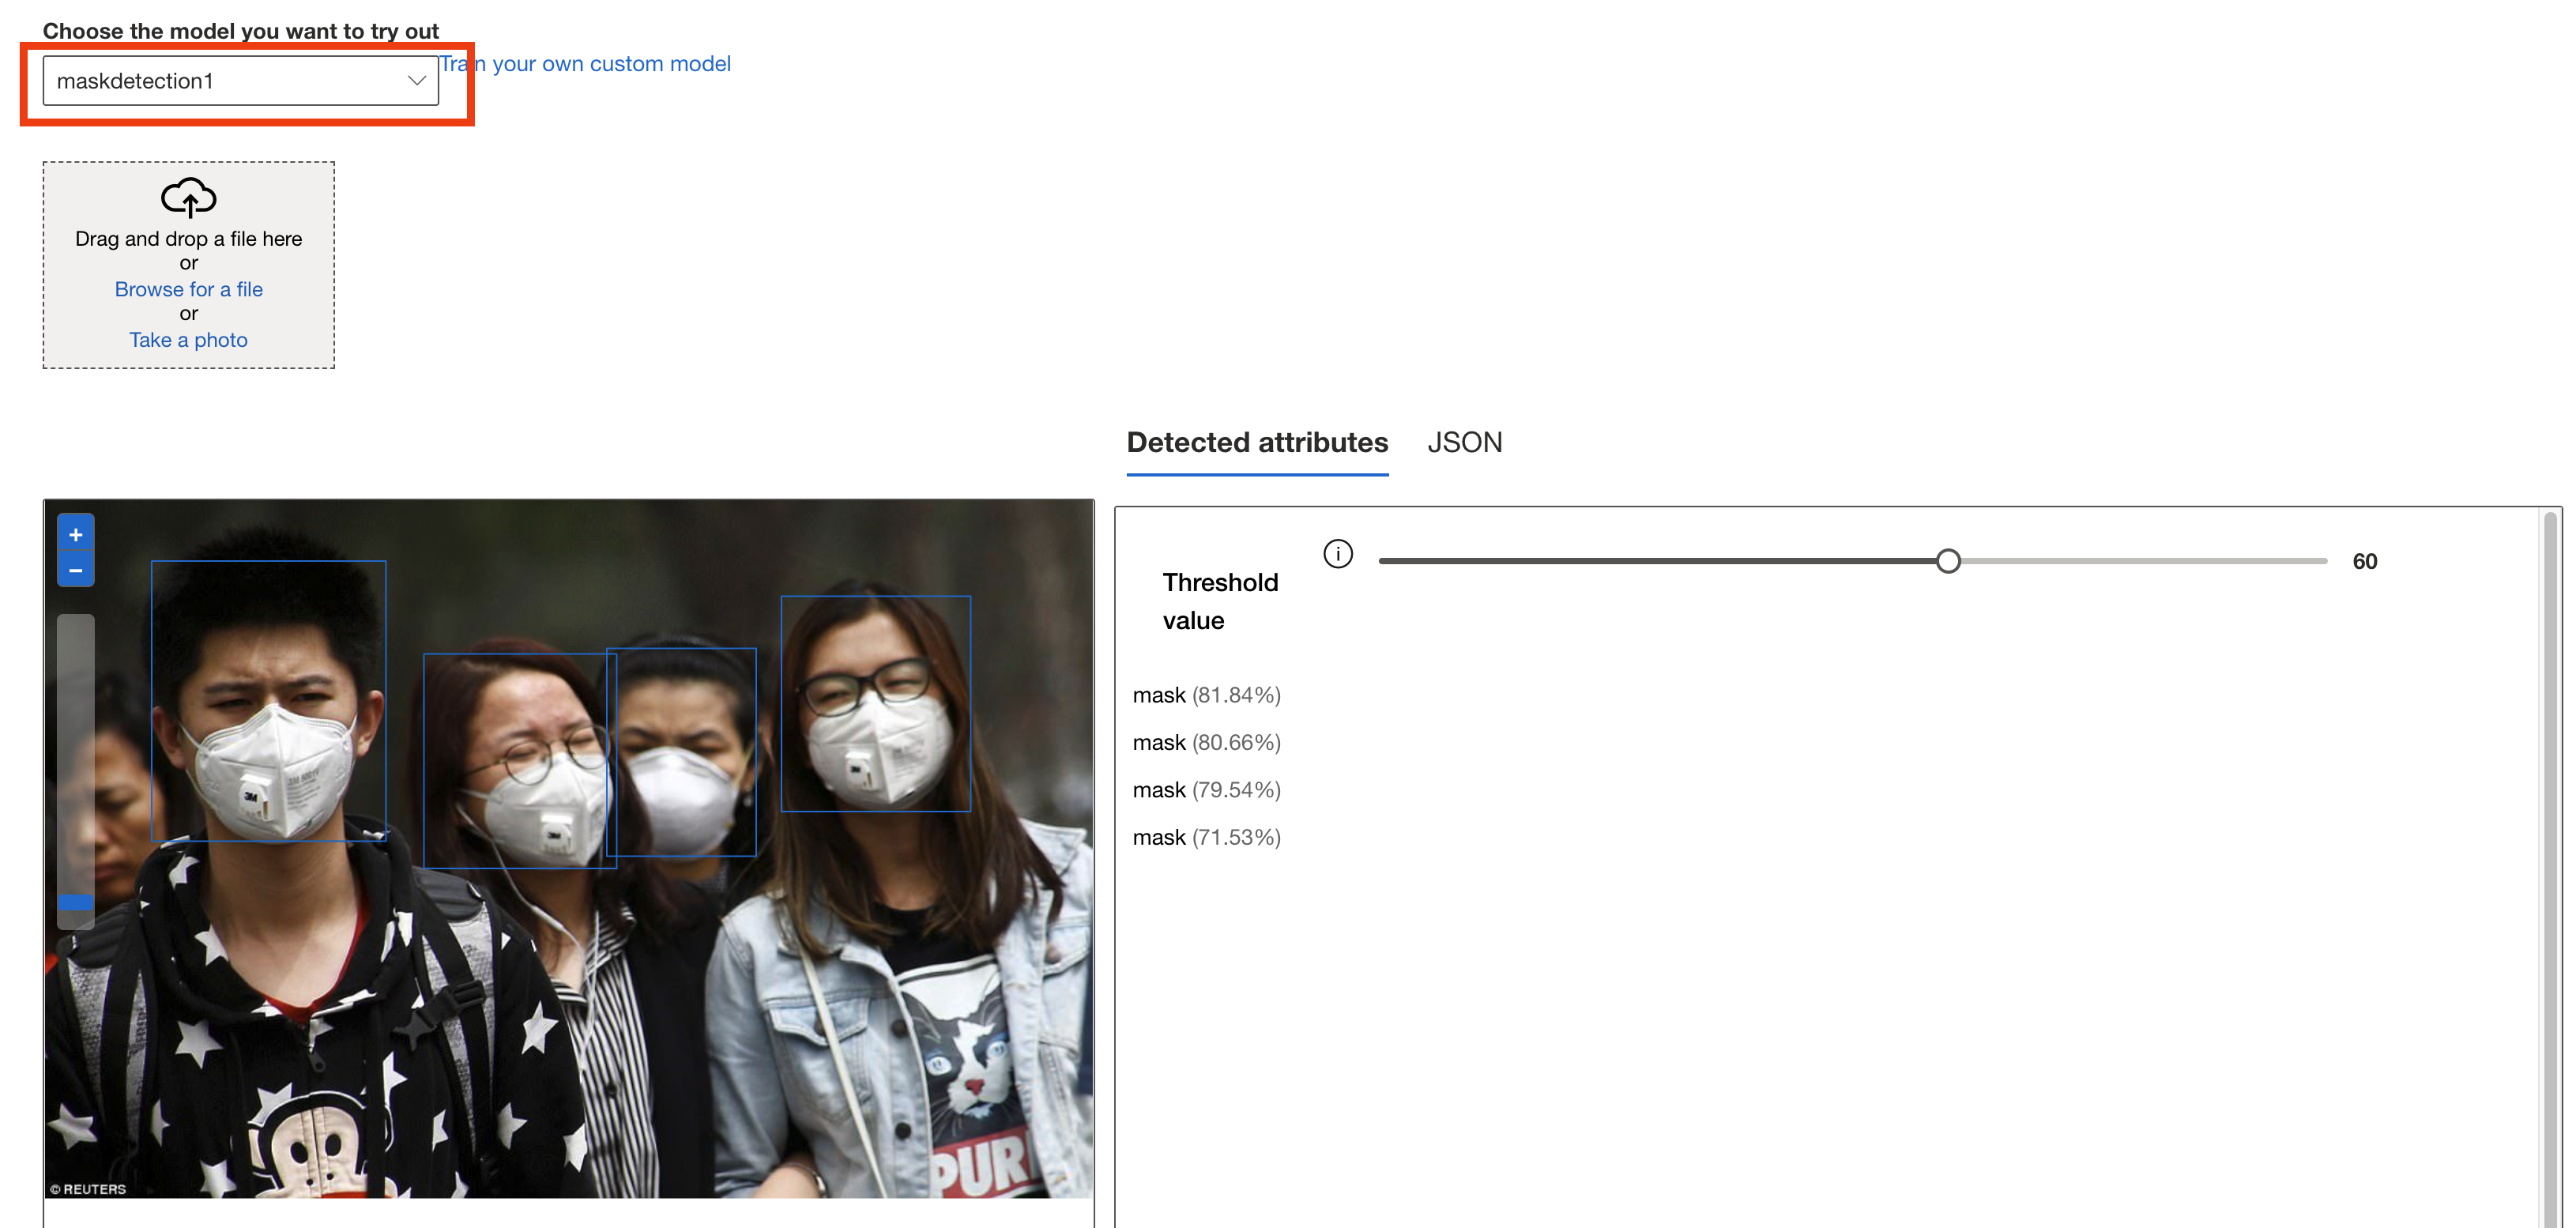 Choose the model you want to try out
maskdetection1
Train your own custom model
Drag and drop a file here
or
Browse for a file
or
Take a photo
Detected attributes
JSON
+
−
Threshold
value
60
mask (81.84%)
mask (80.66%)
mask (79.54%)
mask (71.53%)
3M
3M
3M
PURR
© REUTERS